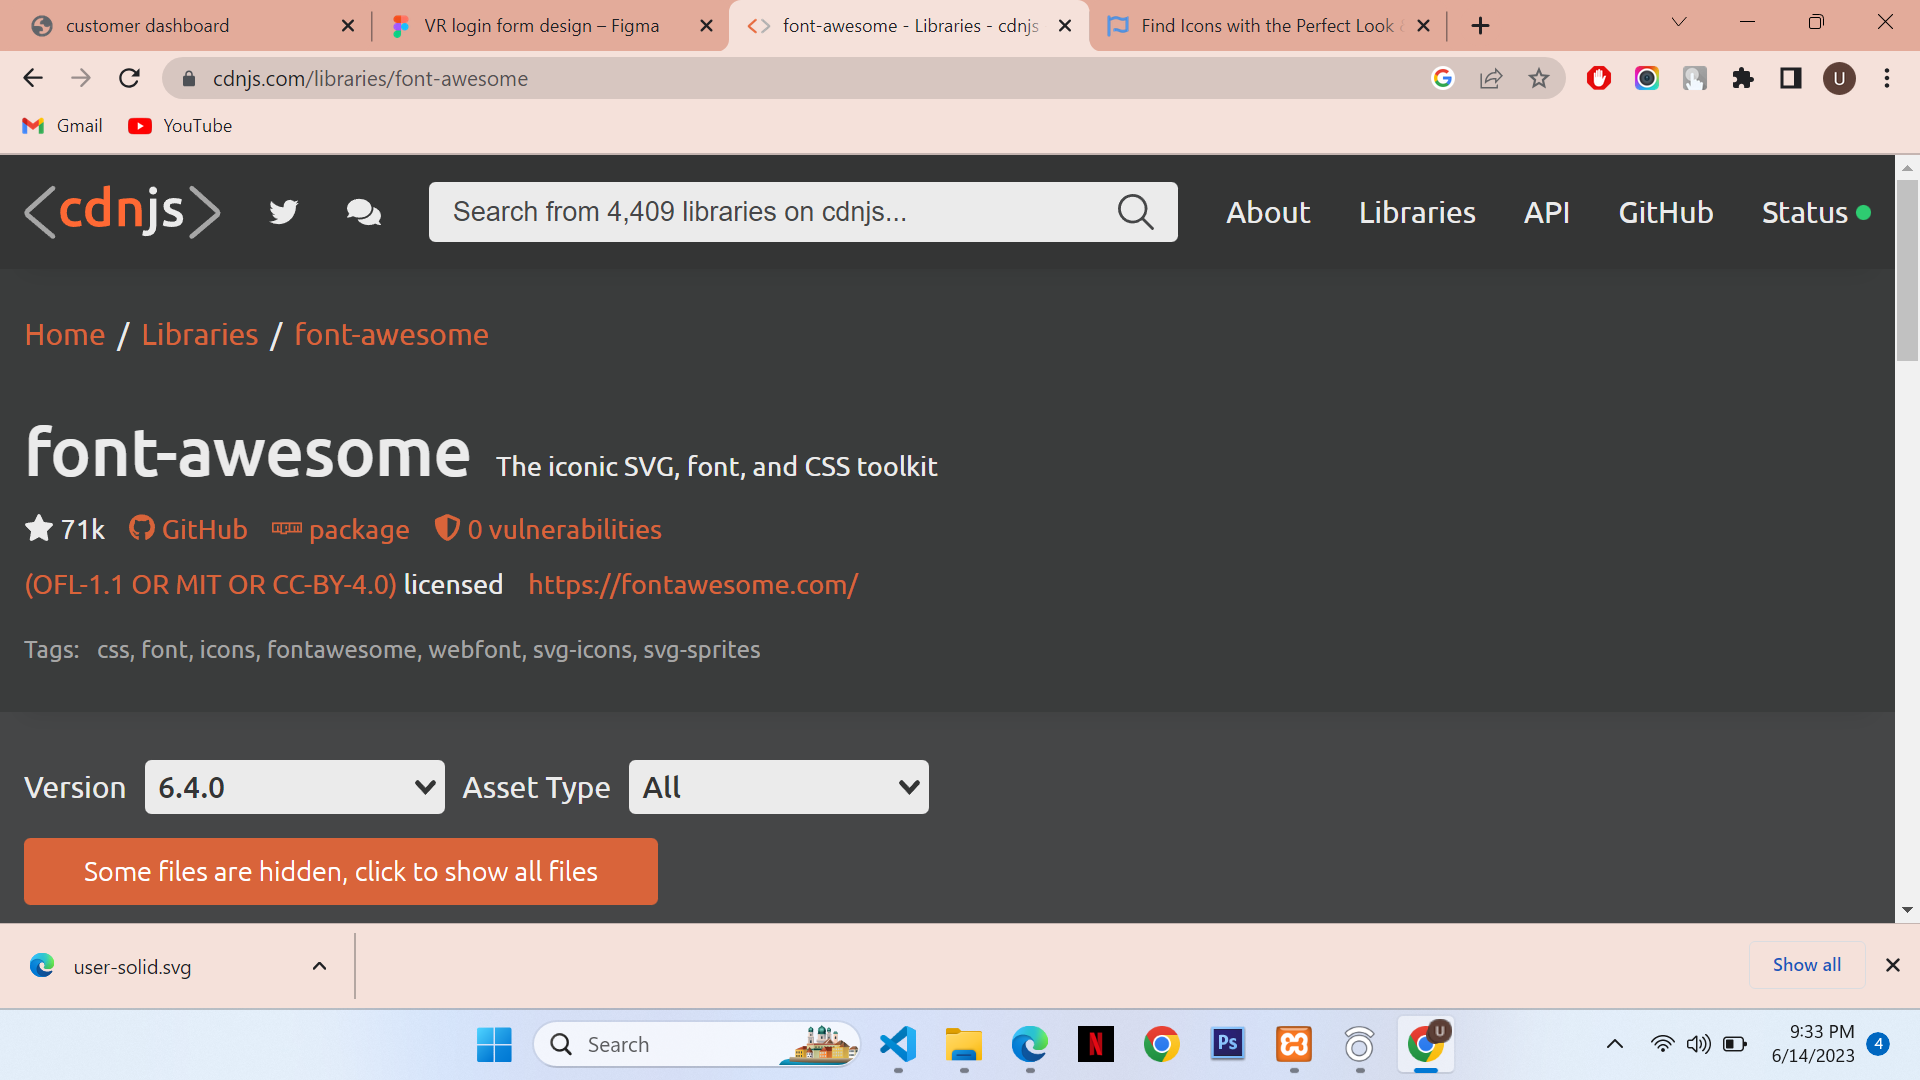 customer dashboard
VR login form design – Figma
font-awesome - Libraries - cdnjs
Find Icons with the Perfect Look &
cdnjs.com/libraries/font-awesome
U
Gmail
YouTube
<cdnjs>
Search from 4,409 libraries on cdnjs...
About
Libraries
API
GitHub
Status
Home / Libraries / font-awesome
font-awesome The iconic SVG, font, and CSS toolkit
71k GitHub npm package 0 vulnerabilities
(OFL-1.1 OR MIT OR CC-BY-4.0) licensed https://fontawesome.com/
Tags: css, font, icons, fontawesome, webfont, svg-icons, svg-sprites
Version 6.4.0 Asset Type All
Some files are hidden, click to show all files
user-solid.svg
Show all
Search
N
Ps
U
9:33 PM
6/14/2023
4